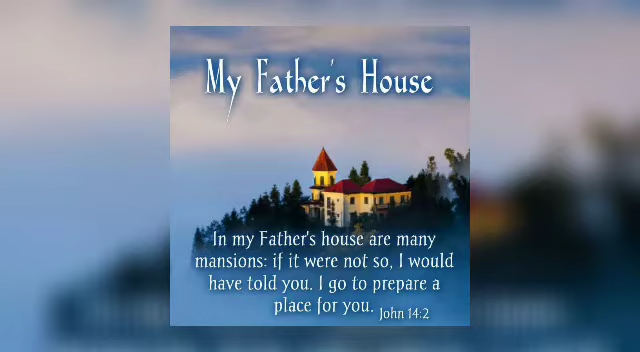 My Father's House
In my Father's house are many
mansions: if it were not so, I would
have told you. I go to prepare a
place for you. John 14:2